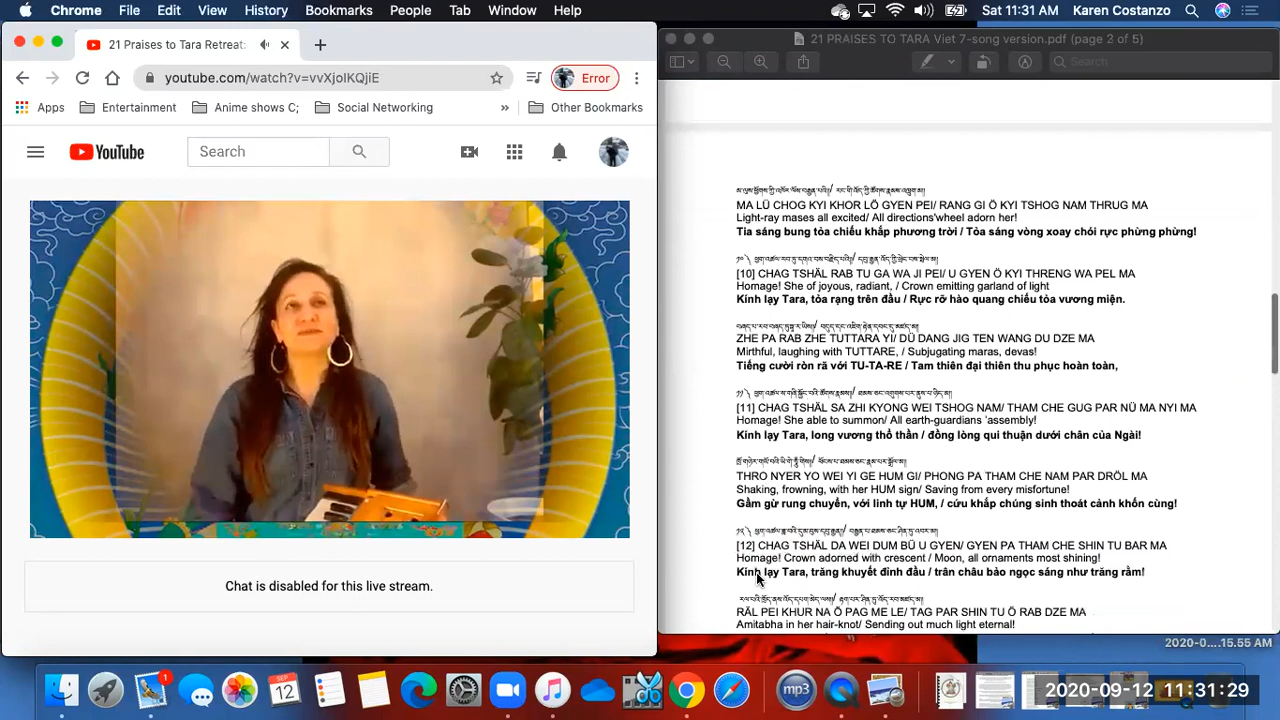 Chrome File Edit View History Bookmarks People Tab Window Help
Sat 11:31 AM Karen Costanzo
21 Praises to Tara Retreat:
youtube.com/watch?v=vvXjoIKQjiE
Error
Apps Entertainment Anime shows C; Social Networking » Other Bookmarks
YouTube
Search
Chat is disabled for this live stream.
21 PRAISES TO TARA Viet 7-song version.pdf (page 2 of 5)
Search
MA LÜ CHOG KYI KHOR LÖ GYEN PEI/ RANG GI Ö KYI TSHOG NAM THRUG MA
Light-ray mases all excited/ All directions'wheel adorn her!
Tia sáng bung tỏa chiếu khắp phương trời / Tỏa sáng vòng xoay chói rực phừng phừng!
[10] CHAG TSHÄL RAB TU GA WA JI PEI/ U GYEN Ö KYI THRENG WA PEL MA
Homage! She of joyous, radiant, / Crown emitting garland of light
Kính lạy Tara, tỏa rạng trên đầu / Rực rỡ hào quang chiếu tỏa vương miện.
ZHE PA RAB ZHE TUTTARA YI/ DÜ DANG JIG TEN WANG DU DZE MA
Mirthful, laughing with TUTTARE, / Subjugating maras, devas!
Tiếng cười ròn rã với TU-TA-RE / Tam thiên đại thiên thu phục hoàn toàn,
[11] CHAG TSHÄL SA ZHI KYONG WEI TSHOG NAM/ THAM CHE GUG PAR NÜ MA NYI MA
Homage! She able to summon/ All earth-guardians 'assembly!
Kính lạy Tara, long vương thổ thần / đồng lòng qui thuận dưới chân của Ngài!
THRO NYER YO WEI YI GE HUM GI/ PHONG PA THAM CHE NAM PAR DRÖL MA
Shaking, frowning, with her HUM sign/ Saving from every misfortune!
Gầm gừ rung chuyển, với linh tự HUM, / cứu khắp chúng sinh thoát cảnh khốn cùng!
[12] CHAG TSHÄL DA WEI DUM BÜ U GYEN/ GYEN PA THAM CHE SHIN TU BAR MA
Homage! Crown adorned with crescent / Moon, all ornaments most shining!
Kính lạy Tara, trăng khuyết đỉnh đầu / trân châu bảo ngọc sáng như trăng rằm!
RÄL PEI KHUR NA Ö PAG ME LE/ TAG PAR SHIN TU Ö RAB DZE MA
Amitabha in her hair-knot/ Sending out much light eternal!
2020-0....15.55 AM
SEP
12
1
mp3
2020-09-12 11:31:29